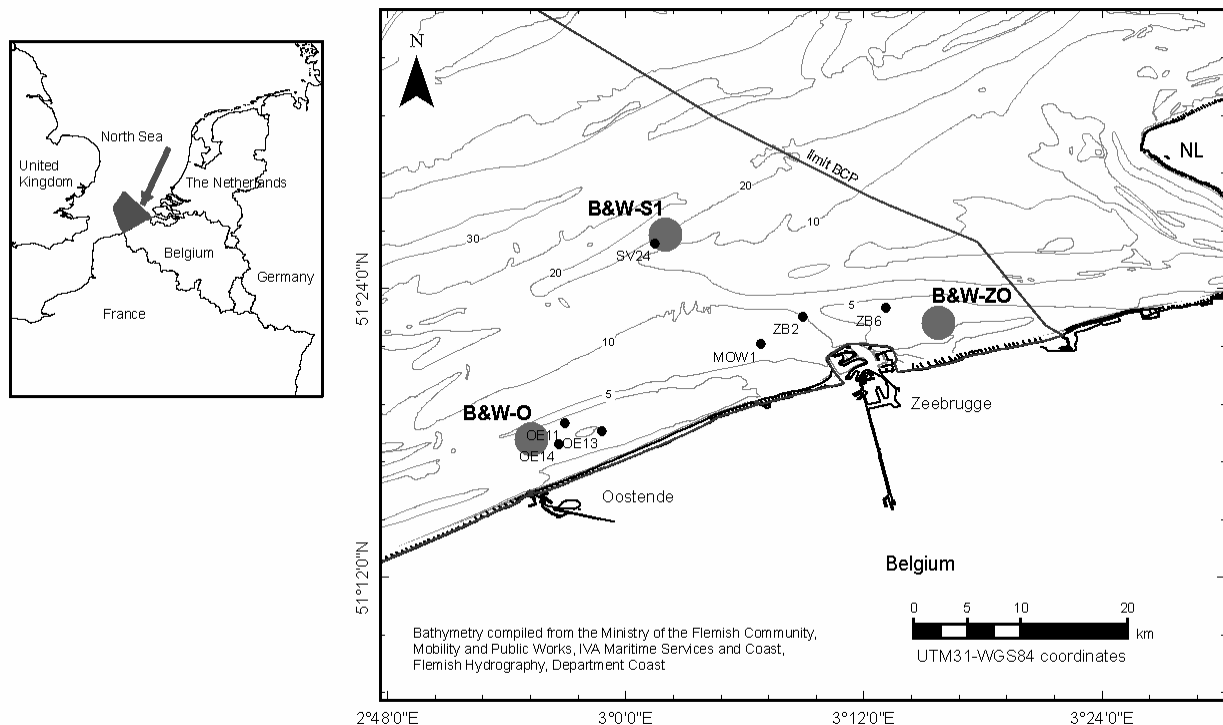 North Sea
United
Kingdom
The Netherlands
Belgium
Germany
France
N
limit BCP
NL
20
10
B&W-S1
30
SV24
20
B&W-ZO
5
ZB6
ZB2
10
MOW1
5
B&W-O
OE11
OE13
OE14
Zeebrugge
Oostende
Belgium
51°24'0"N
51°12'0"N
0 5 10 20
km
UTM31-WGS84 coordinates
Bathymetry compiled from the Ministry of the Flemish Community,
Mobility and Public Works, IVA Maritime Services and Coast,
Flemish Hydrography, Department Coast
2°48'0"E 3°0'0"E 3°12'0"E 3°24'0"E